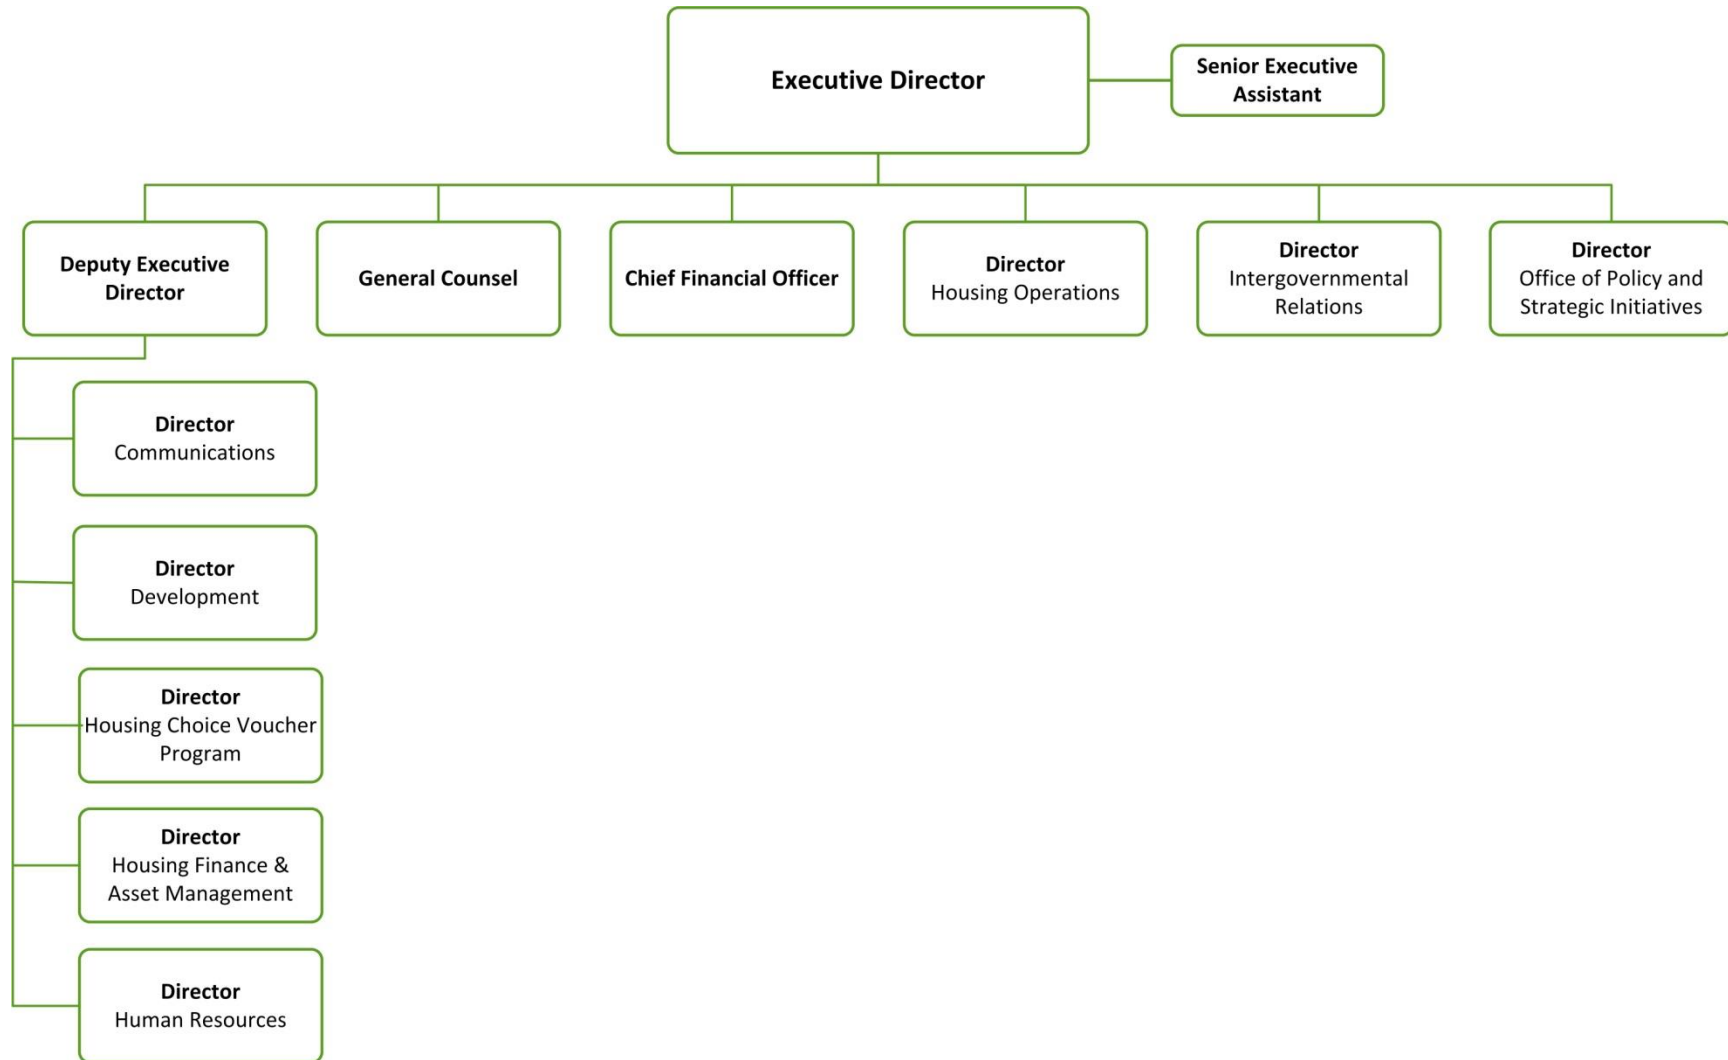 Executive Director
Senior Executive
Assistant
Deputy Executive
Director
General Counsel
Chief Financial Officer
Director
Housing Operations
Director
Intergovernmental
Relations
Director
Office of Policy and
Strategic Initiatives
Director
Communications
Director
Development
Director
Housing Choice Voucher
Program
Director
Housing Finance &
Asset Management
Director
Human Resources